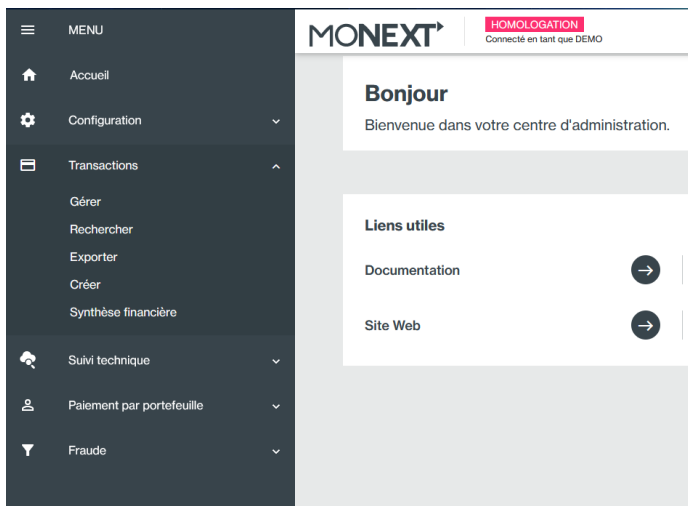 MENU
Accueil
Configuration
Transactions
Gérer
Rechercher
Exporter
Créer
Synthèse financière
Suivi technique
Paiement par portefeuille
Fraude
MONEXT
HOMOLOGATION
Connecté en tant que DEMO
Bonjour
Bienvenue dans votre centre d'administration.
Liens utiles
Documentation
Site Web